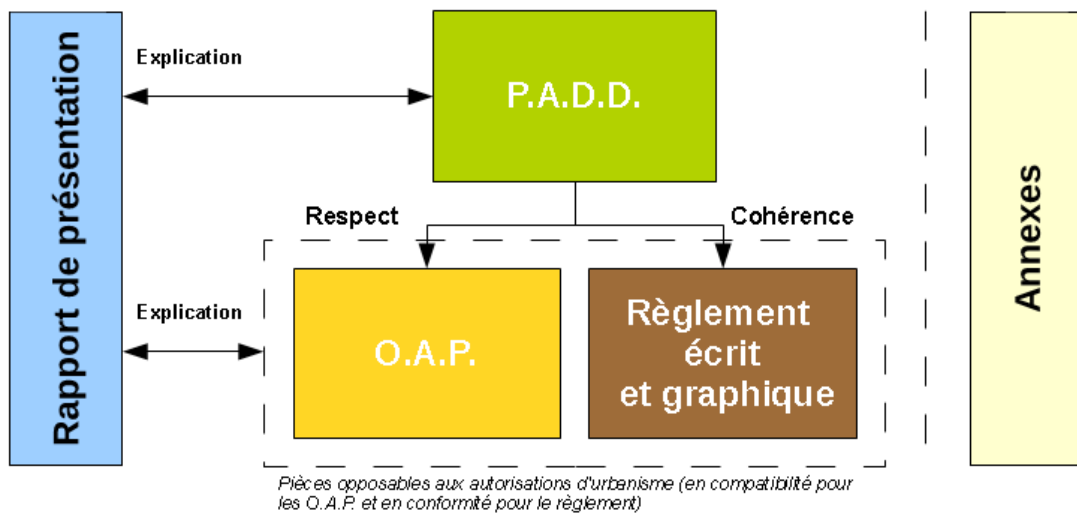 Rapport de présentation
Explication
P.A.D.D.
Respect
Cohérence
Explication
O.A.P.
Règlement
écrit
et graphique
Pièces opposables aux autorisations d'urbanisme (en compatibilité pour
les O.A.P. et en conformité pour le règlement)
Annexes